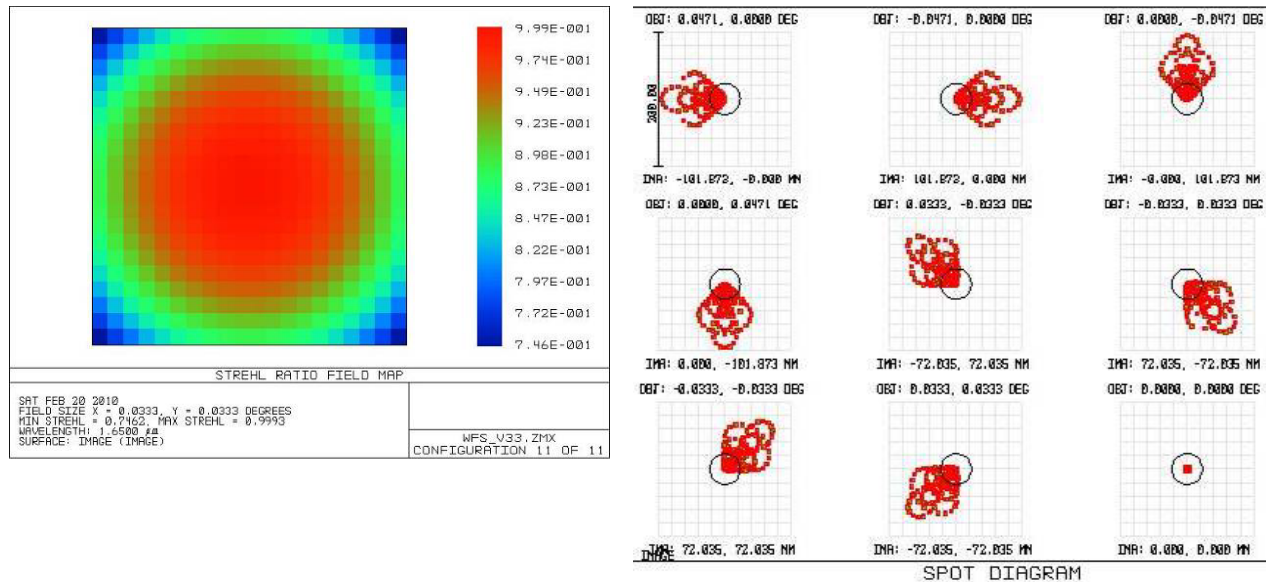 9.99E-001
9.74E-001
9.49E-001
9.23E-001
8.98E-001
8.73E-001
8.47E-001
8.22E-001
7.97E-001
7.72E-001
7.46E-001
STREHL RATIO FIELD MAP
SAT FEB 20 2010
FIELD SIZE X = 0.0333, Y = 0.0333 DEGREES
MIN STREHL = 0.7462, MAX STREHL = 0.9993
WAVELENGTH: 1.6500 µm
SURFACE: IMAGE (IMAGE)
WFS_V33.ZMX
CONFIGURATION 11 OF 11
OBJ: 0.0471, 0.0000 DEG
OBJ: -0.0471, 0.0000 DEG
OBJ: 0.0000, -0.0471 DEG
200.00
IMA: -101.873, -0.000 MM
IMA: 101.873, 0.000 MM
IMA: -0.000, 101.873 MM
OBJ: 0.0000, 0.0471 DEG
OBJ: 0.0333, -0.0333 DEG
OBJ: -0.0333, 0.0333 DEG
IMA: 0.000, -101.873 MM
IMA: -72.035, 72.035 MM
IMA: 72.035, -72.035 MM
OBJ: -0.0333, -0.0333 DEG
OBJ: 0.0333, 0.0333 DEG
OBJ: 0.0000, 0.0000 DEG
IMA: 72.035, 72.035 MM
IMA: -72.035, -72.035 MM
IMA: 0.000, 0.000 MM
IMAGE
SPOT DIAGRAM